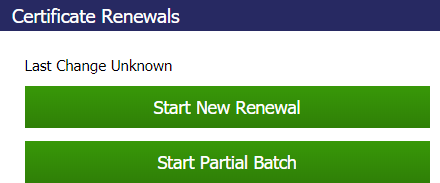 Certificate Renewals
Last Change Unknown
Start New Renewal
Start Partial Batch